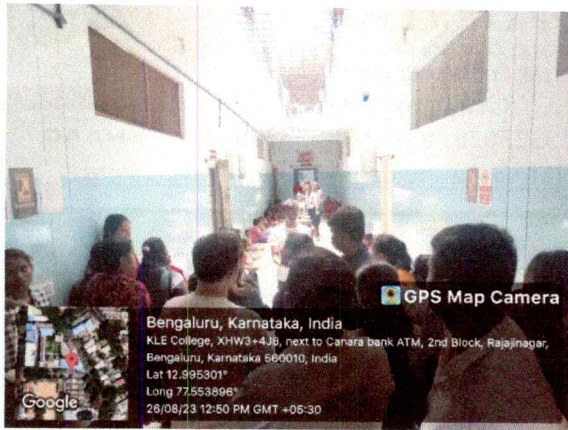 GPS Map Camera
Bengaluru, Karnataka, India
KLE College, XHW3+4J8, next to Canara bank ATM, 2nd Block, Rajajinagar,
Bengaluru, Karnataka 560010, India
Lat 12.995301°
Long 77.553896°
26/08/23 12:50 PM GMT +05:30
Google